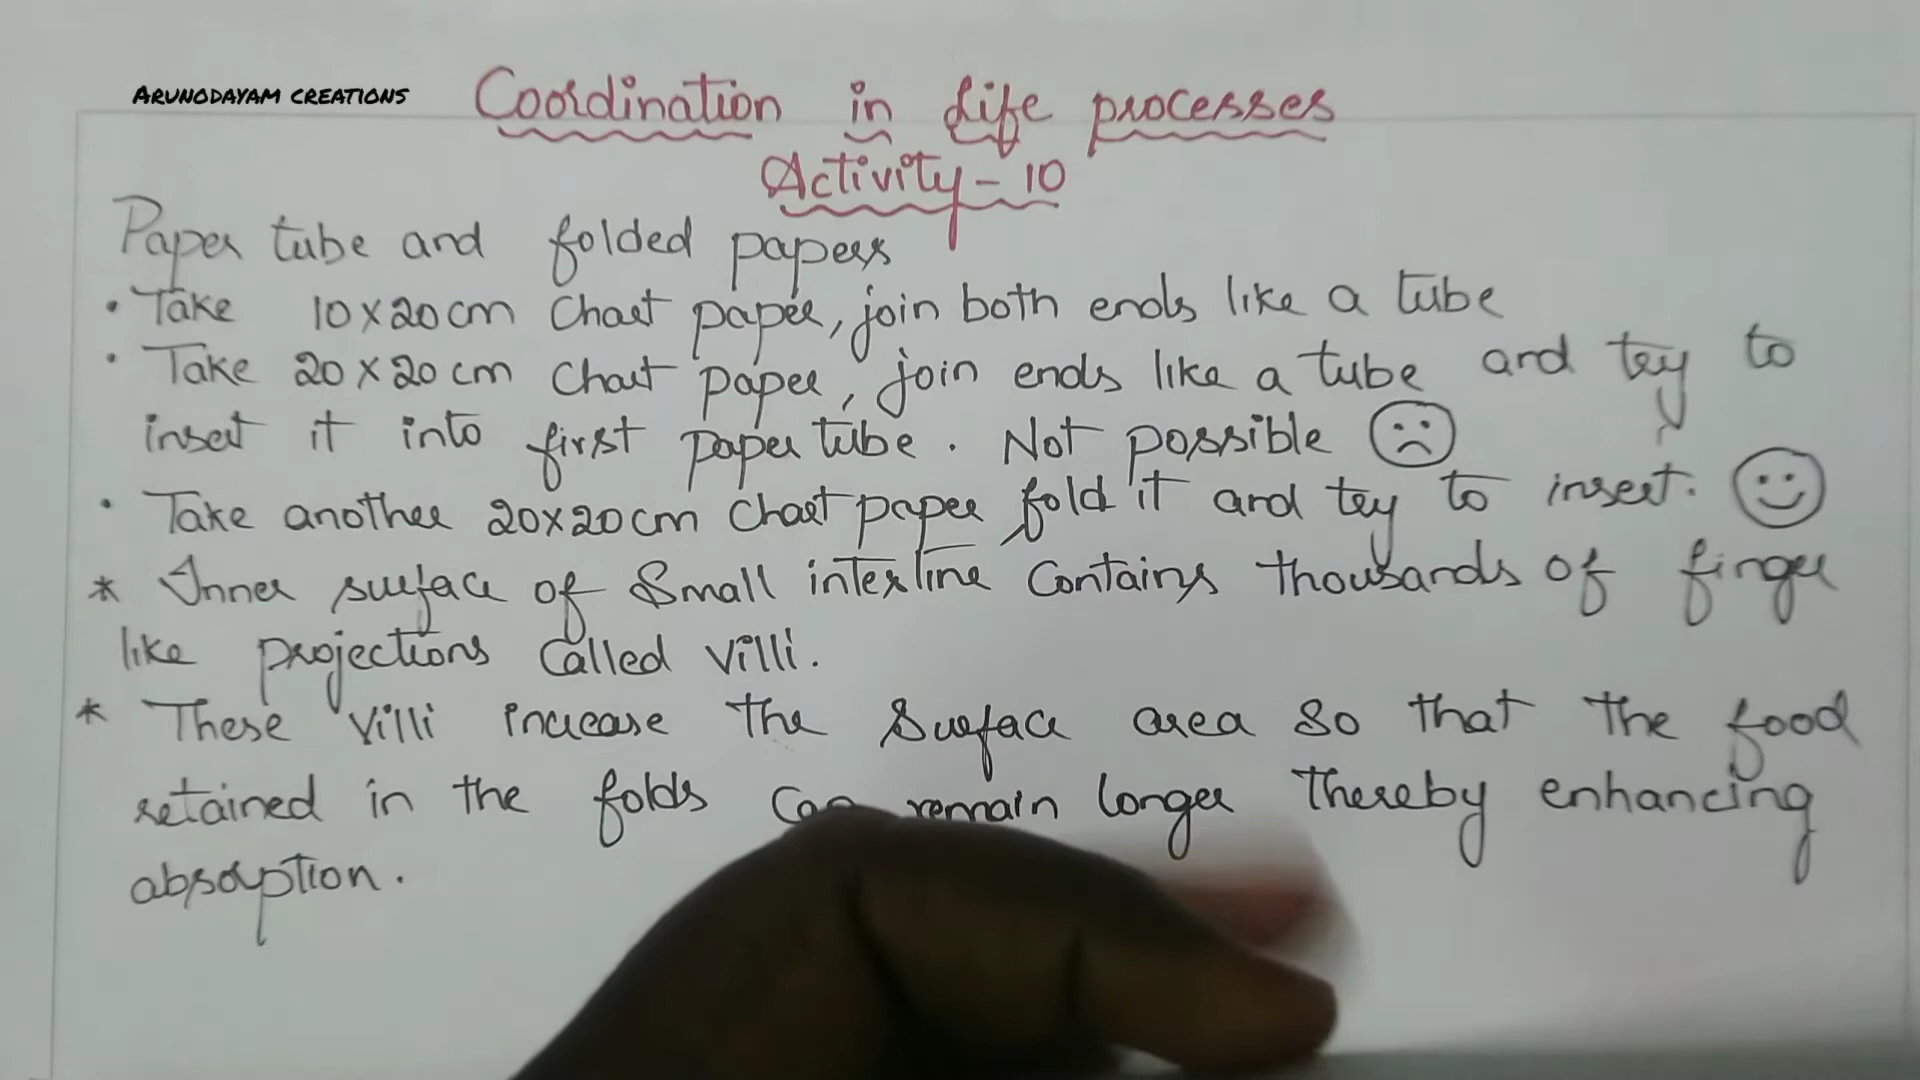 ARUNODAYAM CREATIONS
Coordination in Life processes
Activity - 10
Paper tube and folded papers
• Take 10x20cm Chart paper, join both ends like a tube
• Take 20x20cm Chart paper, join ends like a tube and try to
insert it into first paper tube. Not possible
• Take another 20x20cm Chart paper fold it and try to insert.
* Inner surface of Small intestine Contains thousands of finger
like projections called villi.
* These villi increase the Surface area So that the food
retained in the folds remain longer thereby enhancing
absorption.